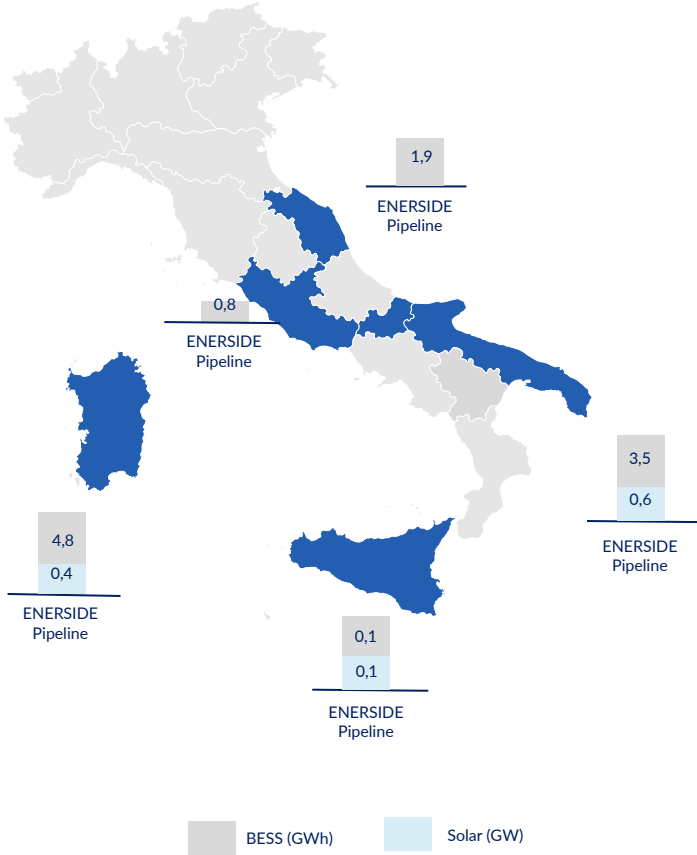 1,9
ENERSIDE
Pipeline
0,8
ENERSIDE
Pipeline
3,5
0,6
ENERSIDE
Pipeline
4,8
0,4
ENERSIDE
Pipeline
0,1
0,1
ENERSIDE
Pipeline
BESS (GWh)
Solar (GW)